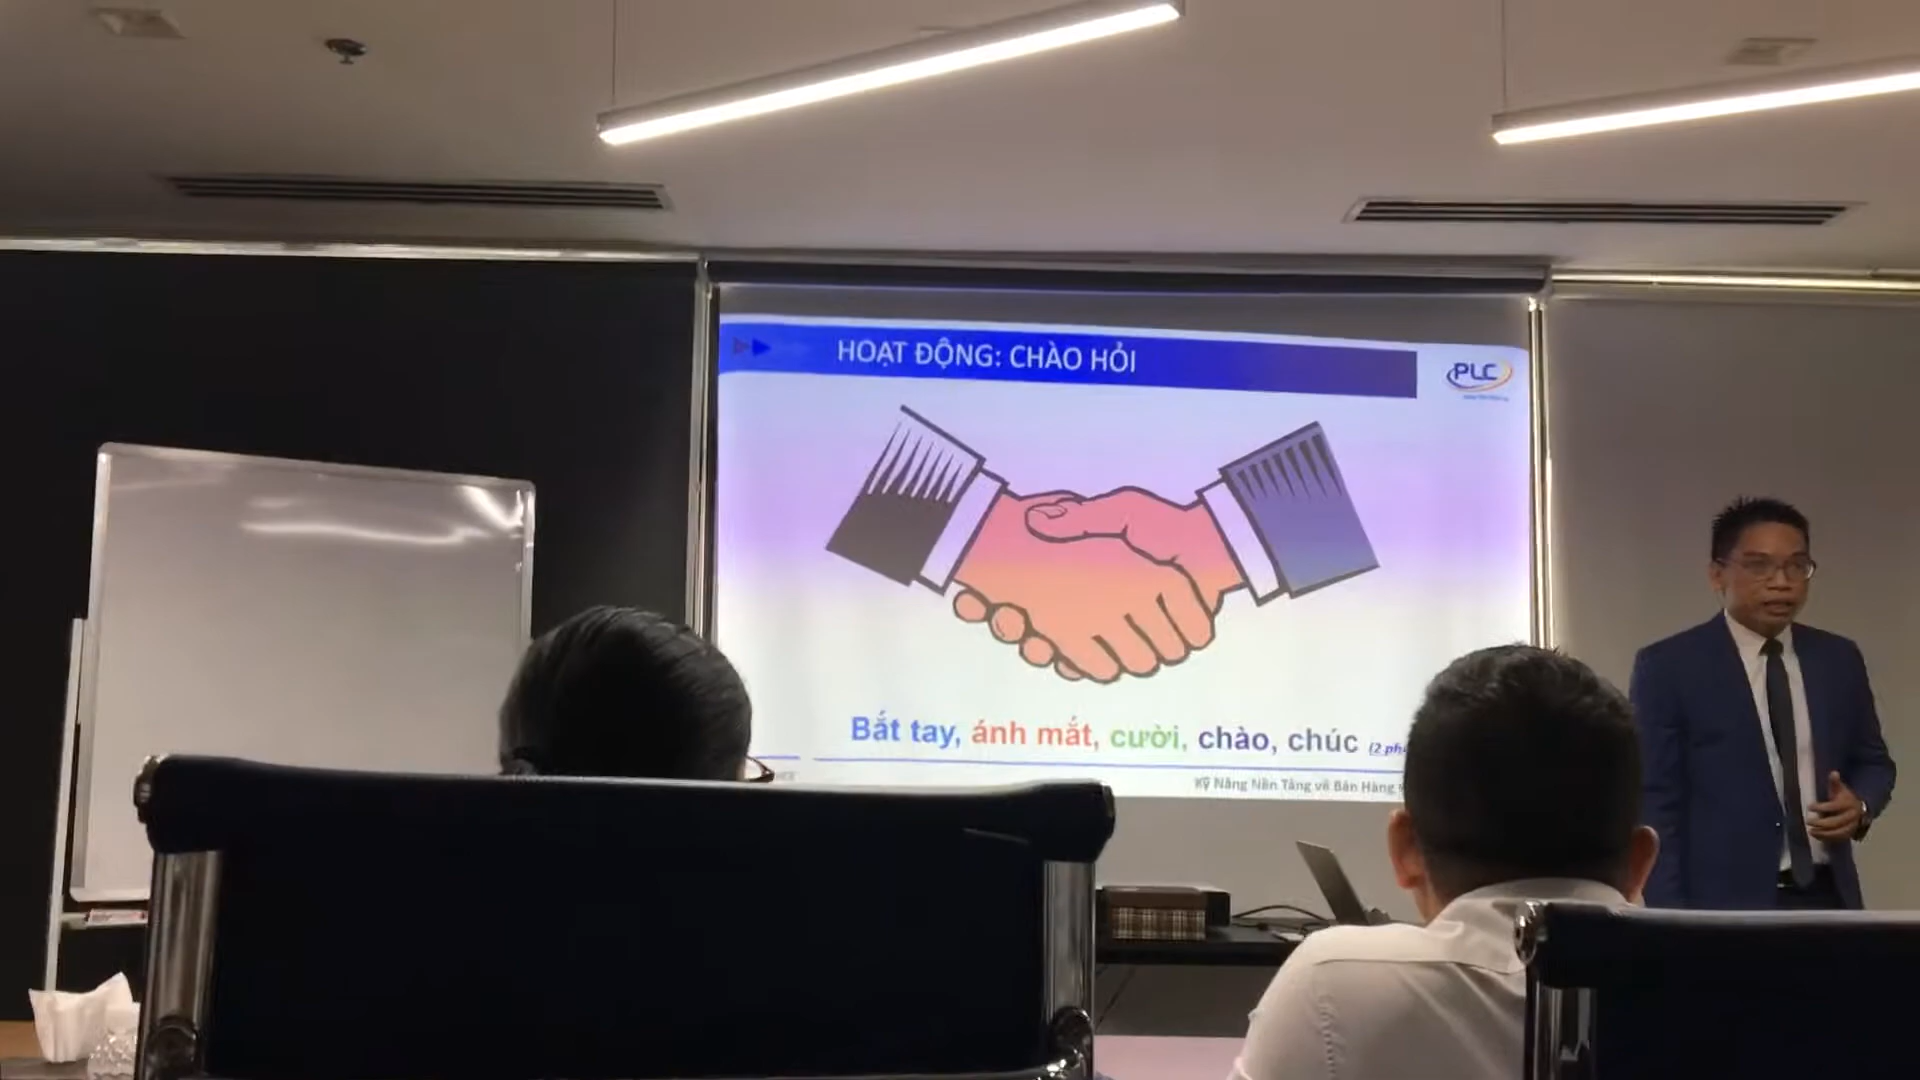 HOẠT ĐỘNG: CHÀO HỎI
PLC
Bắt tay, ánh mắt, cười, chào, chúc (2
Kỹ Năng Nền Tảng về Bán Hàng